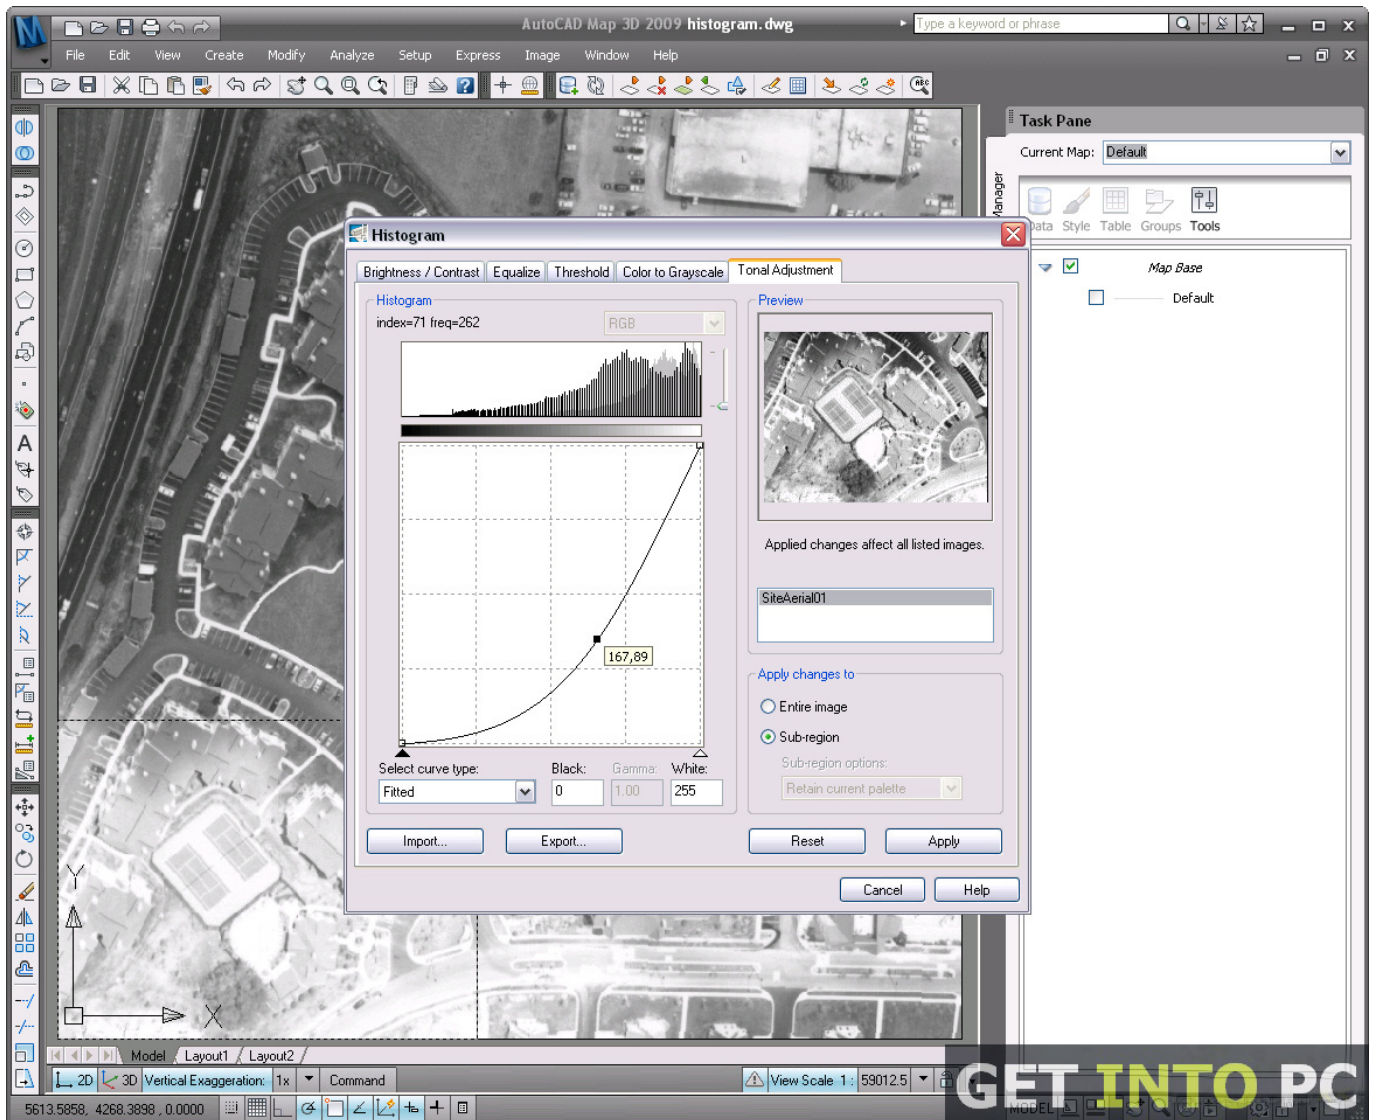 AutoCAD Map 3D 2009 histogram.dwg
Type a keyword or phrase
File Edit View Create Modify Analyze Setup Express Image Window Help
ABC
Task Pane
Current Map: Default
Manager
Data Style Table Groups Tools
Map Base
Default
Histogram
Brightness / Contrast Equalize Threshold Color to Grayscale Tonal Adjustment
Histogram
index=71 freq=262
RGB
167,89
Select curve type:
Black: Gamma: White:
Fitted
0 1.00 255
Import... Export...
Preview
Applied changes affect all listed images.
SiteAerial01
Apply changes to
Entire image
Sub-region
Sub-region options:
Retain current palette
Reset Apply
Cancel Help
A
Y
X
Model Layout1 Layout2
2D 3D Vertical Exaggeration: 1x Command
View Scale 1 : 59012.5
5613.5858, 4268.3898 , 0.0000
MODEL
GET INTO PC